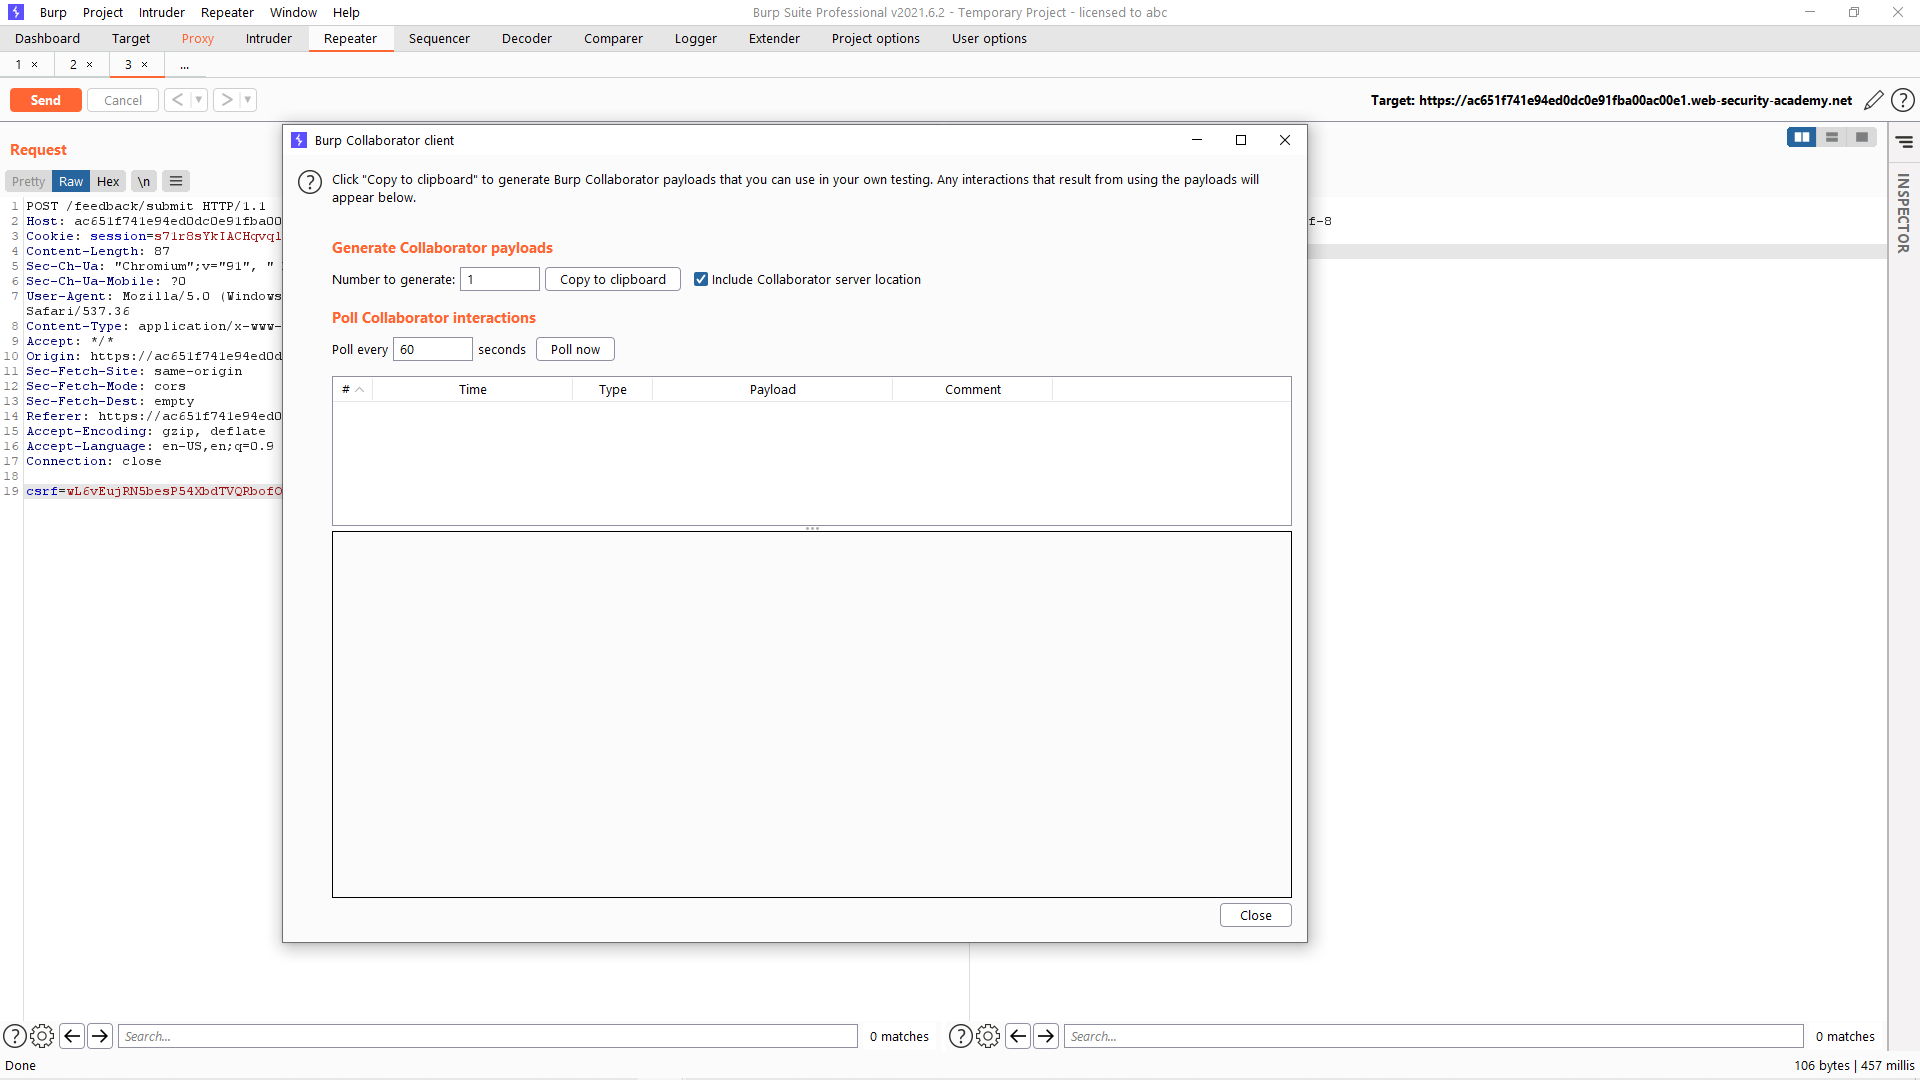 Burp Project Intruder Repeater Window Help
Burp Suite Professional v2021.6.2 - Temporary Project - licensed to abc
Dashboard Target Proxy Intruder Repeater Sequencer Decoder Comparer Logger Extender Project options User options
1 × 2 × 3 × ...
Send Cancel < >
Target: https://ac651f741e94ed0dc0e91fba00ac00e1.web-security-academy.net
Request
Pretty Raw Hex \n
1 POST /feedback/submit HTTP/1.1
2 Host: ac651f741e94ed0dc0e91fba00
3 Cookie: session=s71r8sYkIACHqvql
4 Content-Length: 87
5 Sec-Ch-Ua: "Chromium";v="91", "
6 Sec-Ch-Ua-Mobile: ?0
7 User-Agent: Mozilla/5.0 (Windows
Safari/537.36
8 Content-Type: application/x-www-
9 Accept: */*
10 Origin: https://ac651f741e94ed0d
11 Sec-Fetch-Site: same-origin
12 Sec-Fetch-Mode: cors
13 Sec-Fetch-Dest: empty
14 Referer: https://ac651f741e94ed0
15 Accept-Encoding: gzip, deflate
16 Accept-Language: en-US,en;q=0.9
17 Connection: close
18
19 csrf=wL6vEujRN5besP54XbdTVQRbofO
f-8
INSPECTOR
Burp Collaborator client
Click "Copy to clipboard" to generate Burp Collaborator payloads that you can use in your own testing. Any interactions that result from using the payloads will
appear below.
Generate Collaborator payloads
Number to generate: 1 Copy to clipboard Include Collaborator server location
Poll Collaborator interactions
Poll every 60 seconds Poll now
# Time Type Payload Comment
Close
Search... 0 matches
Search... 0 matches
Done
106 bytes | 457 millis